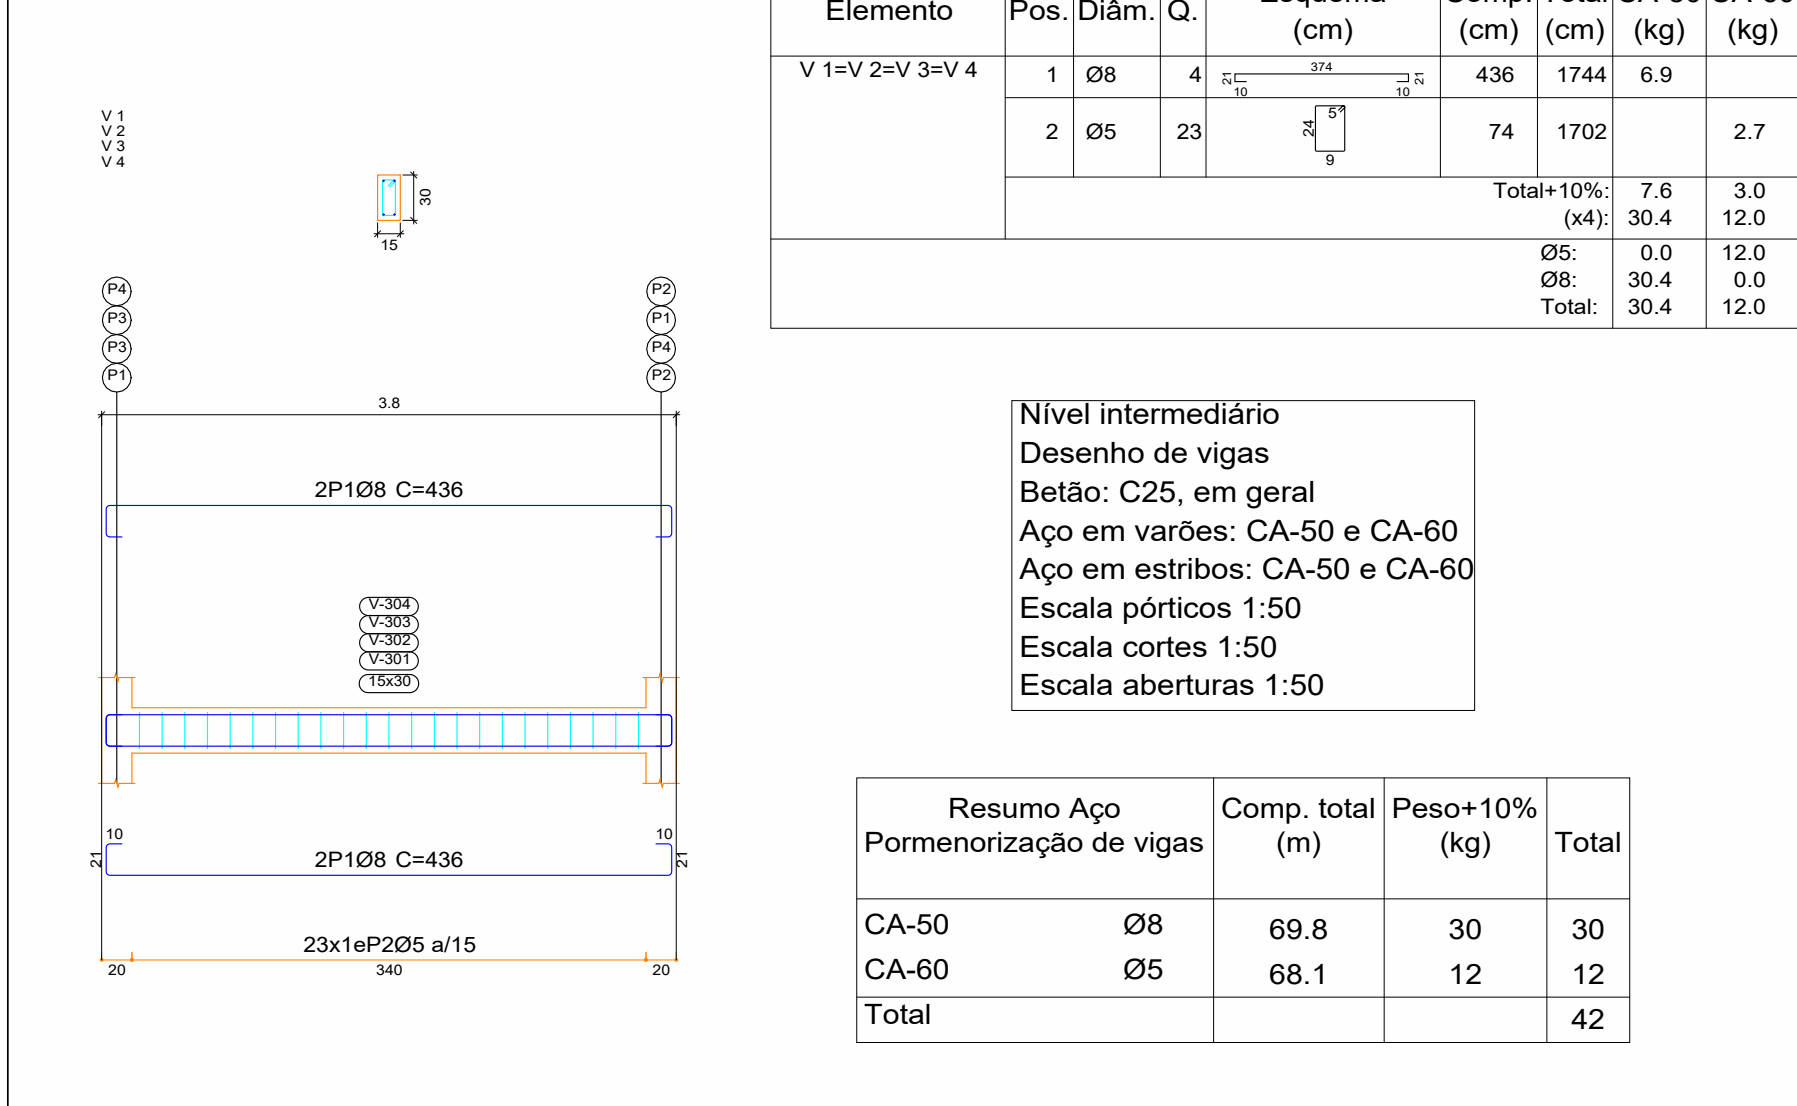 Elemento Pos. Diâm. Q. Esquema Comp. Total CA-50 CA-60
(cm) (cm) (cm) (kg) (kg)
V 1=V 2=V 3=V 4 1 Ø8 4 21 10 374 10 21 436 1744 6.9
2 Ø5 23 24 5 9 74 1702 2.7
Total+10%: 7.6 3.0
(x4): 30.4 12.0
Ø5: 0.0 12.0
Ø8: 30.4 0.0
Total: 30.4 12.0
V 1
V 2
V 3
V 4
30
15
P4 P2
P3 P1
P3 P4
P1 P2
3.8
2P1Ø8 C=436
V-304
V-303
V-302
V-301
15x30
10 10
21 2P1Ø8 C=436 21
23x1eP2Ø5 a/15
20 340 20
Nível intermediário
Desenho de vigas
Betão: C25, em geral
Aço em varões: CA-50 e CA-60
Aço em estribos: CA-50 e CA-60
Escala pórticos 1:50
Escala cortes 1:50
Escala aberturas 1:50
Resumo Aço Comp. total Peso+10%
Pormenorização de vigas (m) (kg) Total
CA-50 Ø8 69.8 30 30
CA-60 Ø5 68.1 12 12
Total 42